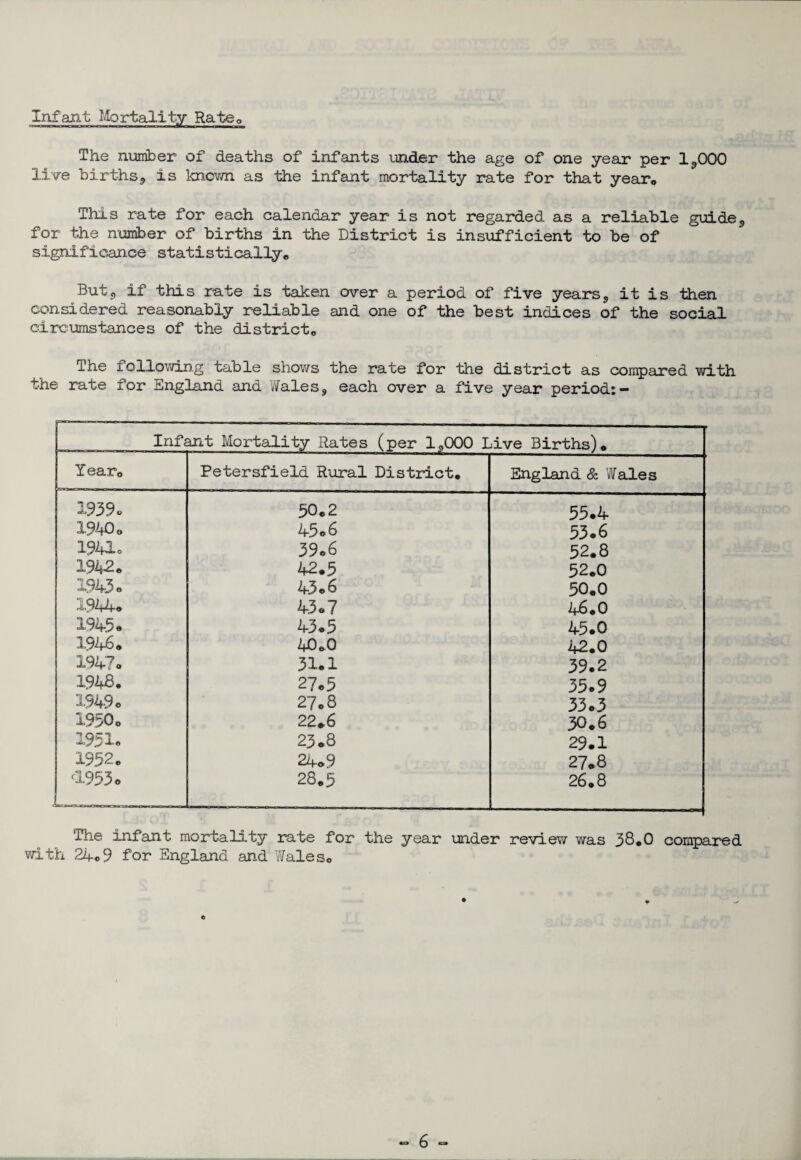 Infant Mortality Rate.
The number of deaths of infants under the age of one year per 1,000
live births, is known as the infant mortality rate for that year.
This rate for each calendar year is not regarded as a reliable guide,
for the number of births in the District is insufficient to be of
significance statistically.
But, if this rate is taken over a period of five years, it is then
considered reasonably reliable and one of the best indices of the social
circumstances of the district.
The following table shows the rate for the district as compared with
the rate for England and Wales, each over a five year period:-
Infant Mortality Rates (per 1,000 Live Births).
Year. Petersfield Rural District. England & Wales
1939. 50.2 55.4
1940. 45.6 53.6
1941. 39.6 52.8
1942. 42.5 52.0
1943. 43.6 50.0
1944. 43.7 46.0
1945. 43.5 45.0
1946. 40.0 42.0
1947. 31.1 39.2
1948. 27.5 35.9
1949. 27.8 33.3
1950. 22.6 30.6
1951. 23.8 29.1
1952. 24.9 27.8
1953. 28.5 26.8
The infant mortality rate for the year under review was 38.0 compared
with 24.9 for England and Wales.
- 6 -